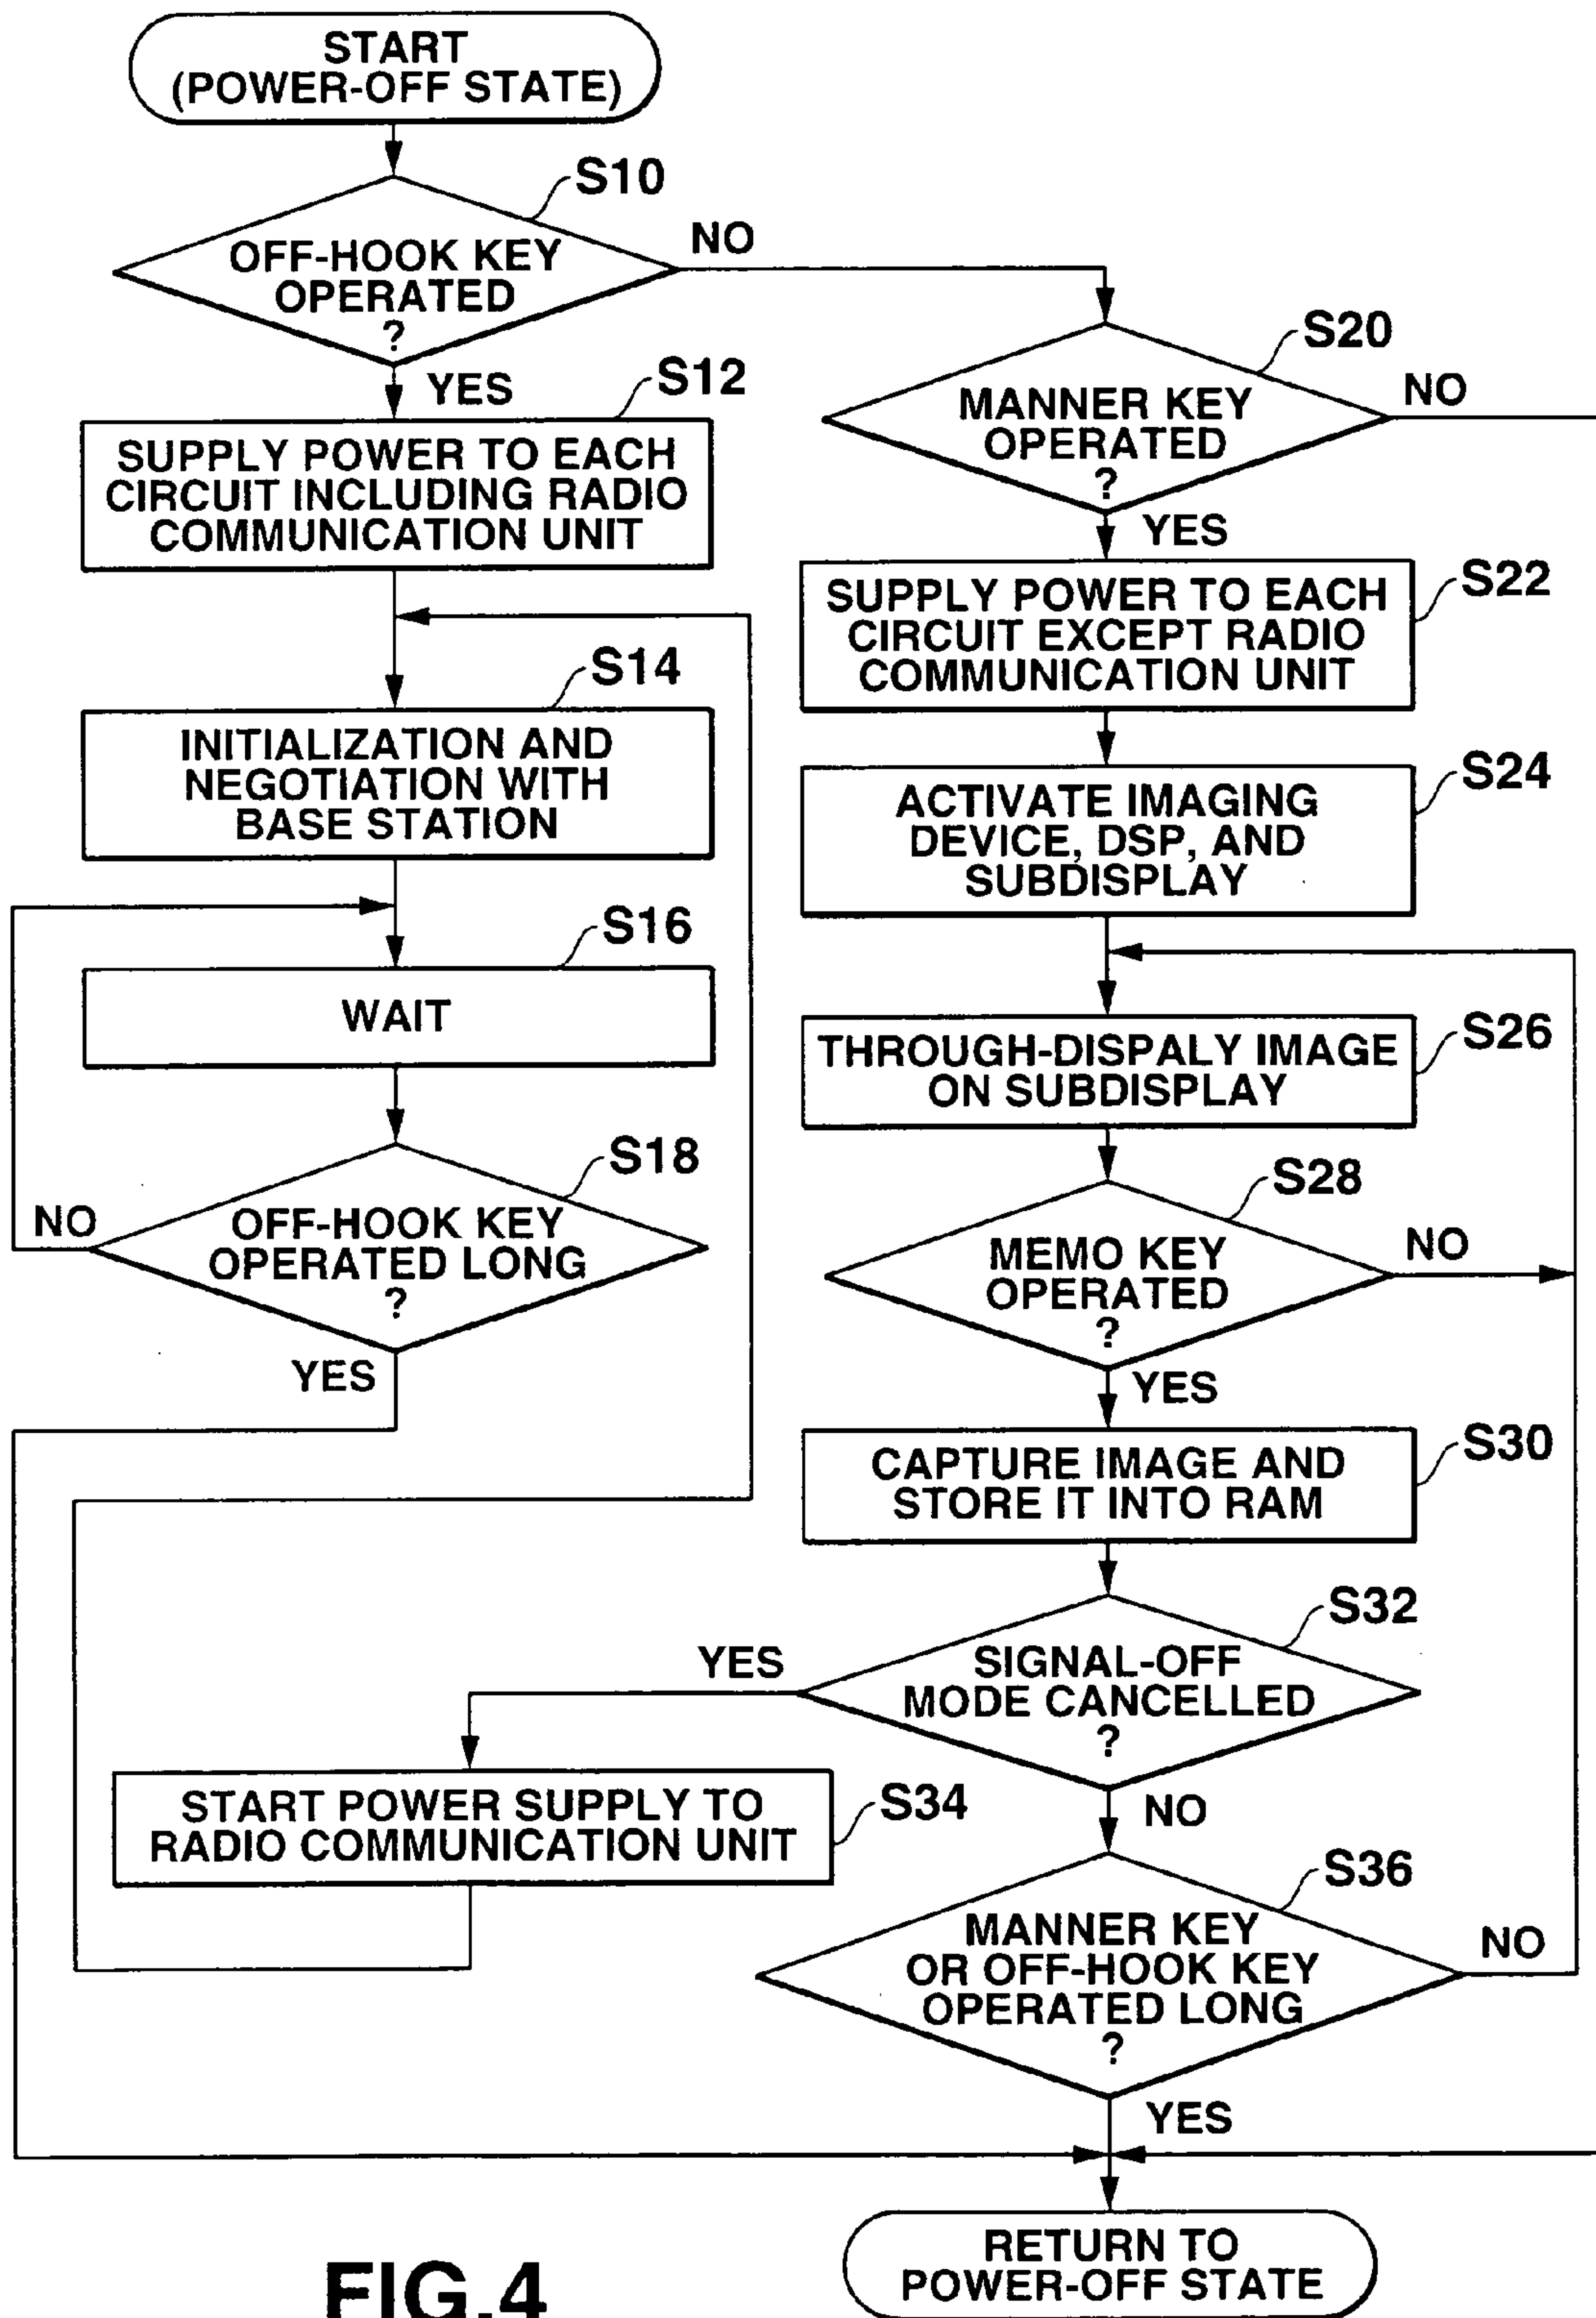 START
(POWER-OFF STATE)
S10
OFF-HOOK KEY
OPERATED
?
NO
YES
S12
SUPPLY POWER TO EACH
CIRCUIT INCLUDING RADIO
COMMUNICATION UNIT
S14
INITIALIZATION AND
NEGOTIATION WITH
BASE STATION
S16
WAIT
S18
OFF-HOOK KEY
OPERATED LONG
?
NO
YES
S20
MANNER KEY
OPERATED
?
NO
YES
S22
SUPPLY POWER TO EACH
CIRCUIT EXCEPT RADIO
COMMUNICATION UNIT
S24
ACTIVATE IMAGING
DEVICE, DSP, AND
SUBDISPLAY
S26
THROUGH-DISPALY IMAGE
ON SUBDISPLAY
S28
MEMO KEY
OPERATED
?
NO
YES
S30
CAPTURE IMAGE AND
STORE IT INTO RAM
S32
SIGNAL-OFF
MODE CANCELLED
?
YES
NO
S34
START POWER SUPPLY TO
RADIO COMMUNICATION UNIT
S36
MANNER KEY
OR OFF-HOOK KEY
OPERATED LONG
?
NO
YES
RETURN TO
POWER-OFF STATE
FIG.4